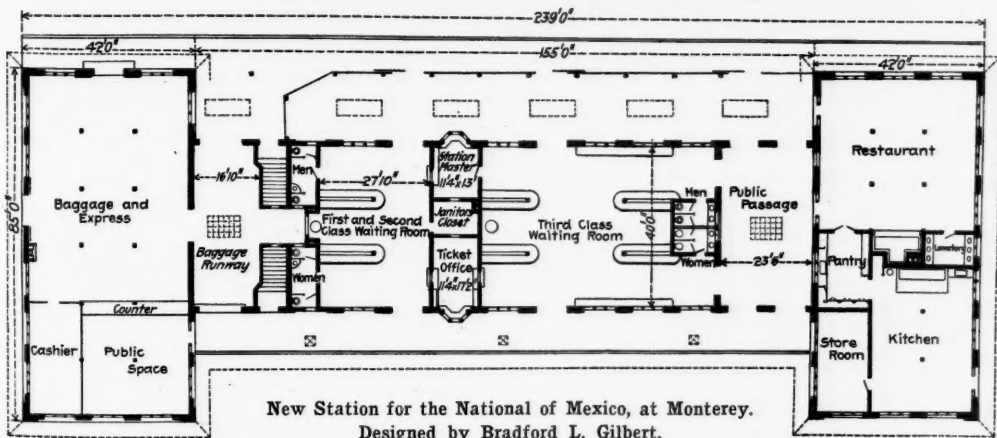 239'0"
42'0"
155'0"
42'0"
85'0"
Baggage and
Express
16'10"
Baggage
Runway
Men
Women
27'10"
First and Second
Class Waiting Room
Station
Master
11'4"x13'
Janitors
Closet
Ticket
Office
11'4"x17'2"
Third Class
Waiting Room
40'0"
Men
Women
Public
Passage
23'6"
Restaurant
Pantry
Lavatory
Store
Room
Kitchen
Counter
Cashier
Public
Space
New Station for the National of Mexico, at Monterey.
Designed by Bradford L. Gilbert.